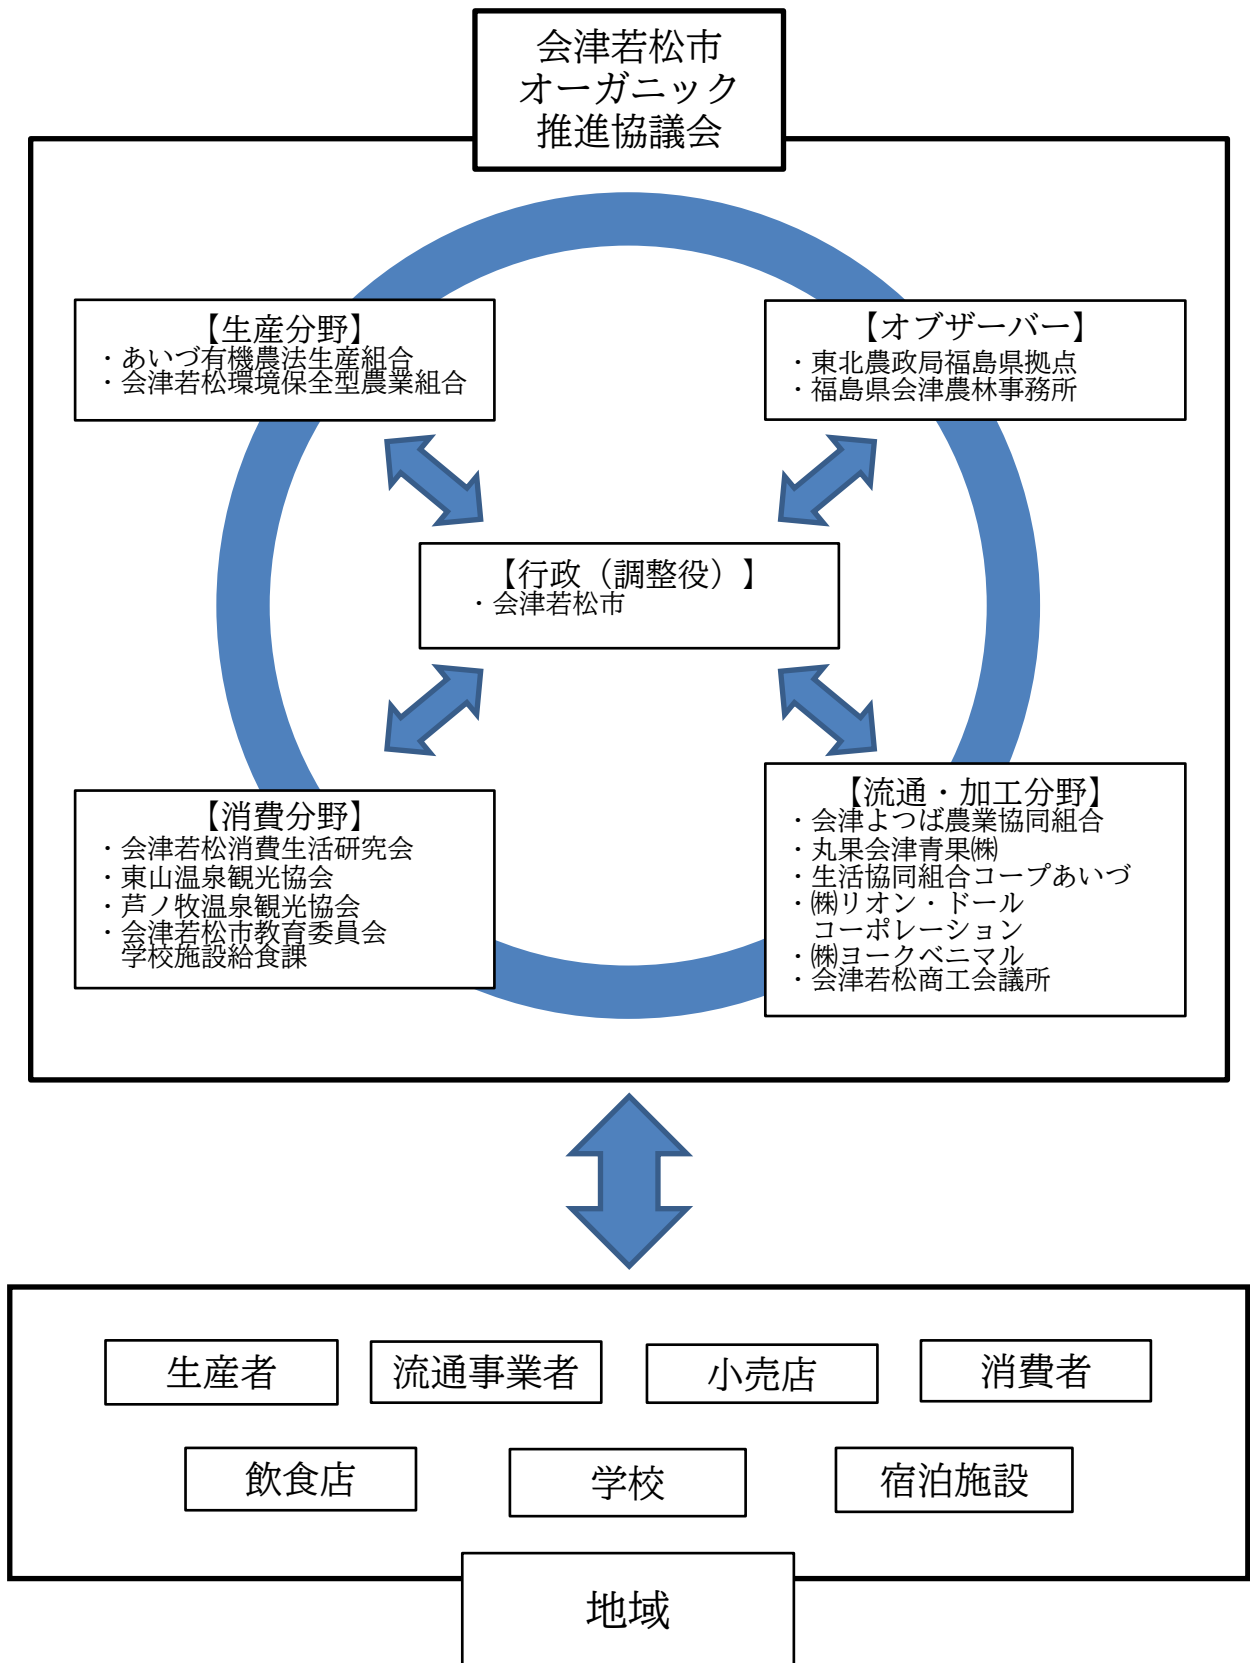 会津若松市
オーガニック
推進協議会
【生産分野】
・あいづ有機農法生産組合
・会津若松環境保全型農業組合
【オブザーバー】
・東北農政局福島県拠点
・福島県会津農林事務所
【行政（調整役）】
・会津若松市
【消費分野】
・会津若松消費生活研究会
・東山温泉観光協会
・芦ノ牧温泉観光協会
・会津若松市教育委員会
学校施設給食課
【流通・加工分野】
・会津よつば農業協同組合
・丸果会津青果㈱
・生活協同組合コープあいづ
・㈱リオン・ドール
コーポレーション
・㈱ヨークベニマル
・会津若松商工会議所
生産者
流通事業者
小売店
消費者
飲食店
学校
宿泊施設
地域